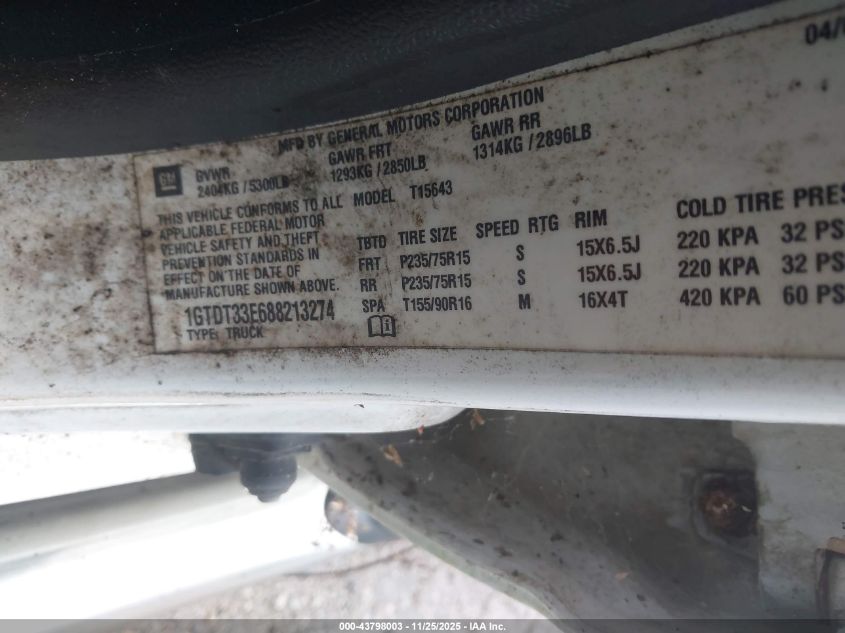 04/
MFD BY GENERAL MOTORS CORPORATION
GM
GVWR GAWR FRT GAWR RR
2404KG / 5300LB 1293KG / 2850LB 1314KG / 2896LB
THIS VEHICLE CONFORMS TO ALL
APPLICABLE FEDERAL MOTOR
VEHICLE SAFETY AND THEFT
PREVENTION STANDARDS IN
EFFECT ON THE DATE OF
MANUFACTURE SHOWN ABOVE.
1GTDT33E688213274
TYPE: TRUCK
MODEL T15643
TBTD TIRE SIZE SPEED RTG RIM COLD TIRE PRES
FRT P235/75R15 S 15X6.5J 220 KPA 32 PS
RR P235/75R15 S 15X6.5J 220 KPA 32 PS
SPA T155/90R16 M 16X4T 420 KPA 60 PS
000-43798003 - 11/25/2025 - IAA Inc.